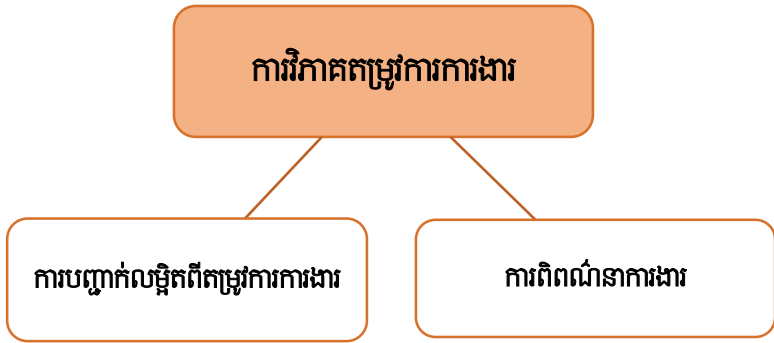 ការវិភាគតម្រូវការការងារ
ការបញ្ជាក់លម្អិតពីតម្រូវការការងារ
ការពិពណ៌នាការងារ